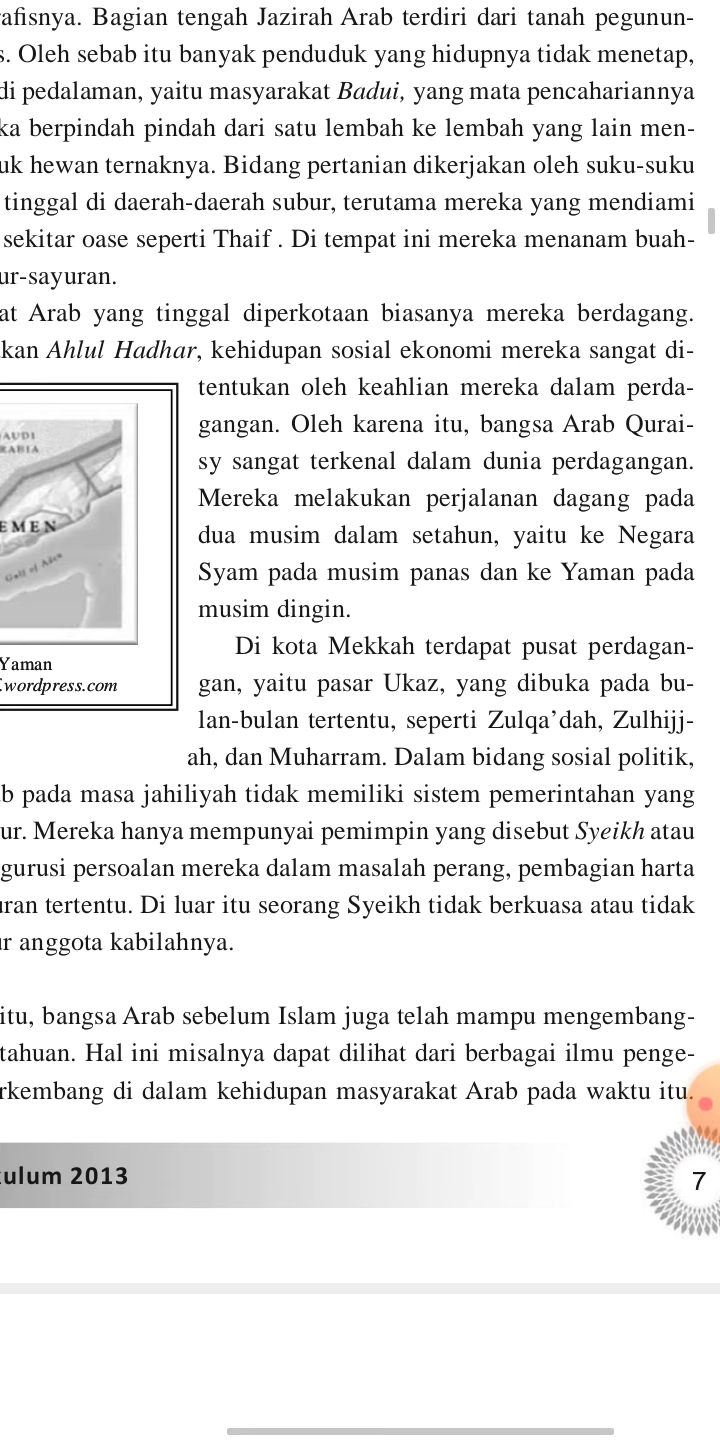 rafisnya. Bagian tengah Jazirah Arab terdiri dari tanah pegunun-
s. Oleh sebab itu banyak penduduk yang hidupnya tidak menetap,
di pedalaman, yaitu masyarakat Badui, yang mata pencahariannya
ka berpindah pindah dari satu lembah ke lembah yang lain men-
uk hewan ternaknya. Bidang pertanian dikerjakan oleh suku-suku
tinggal di daerah-daerah subur, terutama mereka yang mendiami
sekitar oase seperti Thaif . Di tempat ini mereka menanam buah-
ur-sayuran.
at Arab yang tinggal diperkotaan biasanya mereka berdagang.
kan Ahlul Hadhar, kehidupan sosial ekonomi mereka sangat di-
tentukan oleh keahlian mereka dalam perda-
gangan. Oleh karena itu, bangsa Arab Qurai-
sy sangat terkenal dalam dunia perdagangan.
Mereka melakukan perjalanan dagang pada
dua musim dalam setahun, yaitu ke Negara
Syam pada musim panas dan ke Yaman pada
musim dingin.
AUDI
RABIA
EMEN
Gulf of Aden
Yaman
.wordpress.com
Di kota Mekkah terdapat pusat perdagan-
gan, yaitu pasar Ukaz, yang dibuka pada bu-
lan-bulan tertentu, seperti Zulqa’dah, Zulhijj-
ah, dan Muharram. Dalam bidang sosial politik,
b pada masa jahiliyah tidak memiliki sistem pemerintahan yang
ur. Mereka hanya mempunyai pemimpin yang disebut Syeikh atau
gurusi persoalan mereka dalam masalah perang, pembagian harta
uran tertentu. Di luar itu seorang Syeikh tidak berkuasa atau tidak
ur anggota kabilahnya.
itu, bangsa Arab sebelum Islam juga telah mampu mengembang-
tahuan. Hal ini misalnya dapat dilihat dari berbagai ilmu penge-
rkembang di dalam kehidupan masyarakat Arab pada waktu itu.
kulum 2013
7